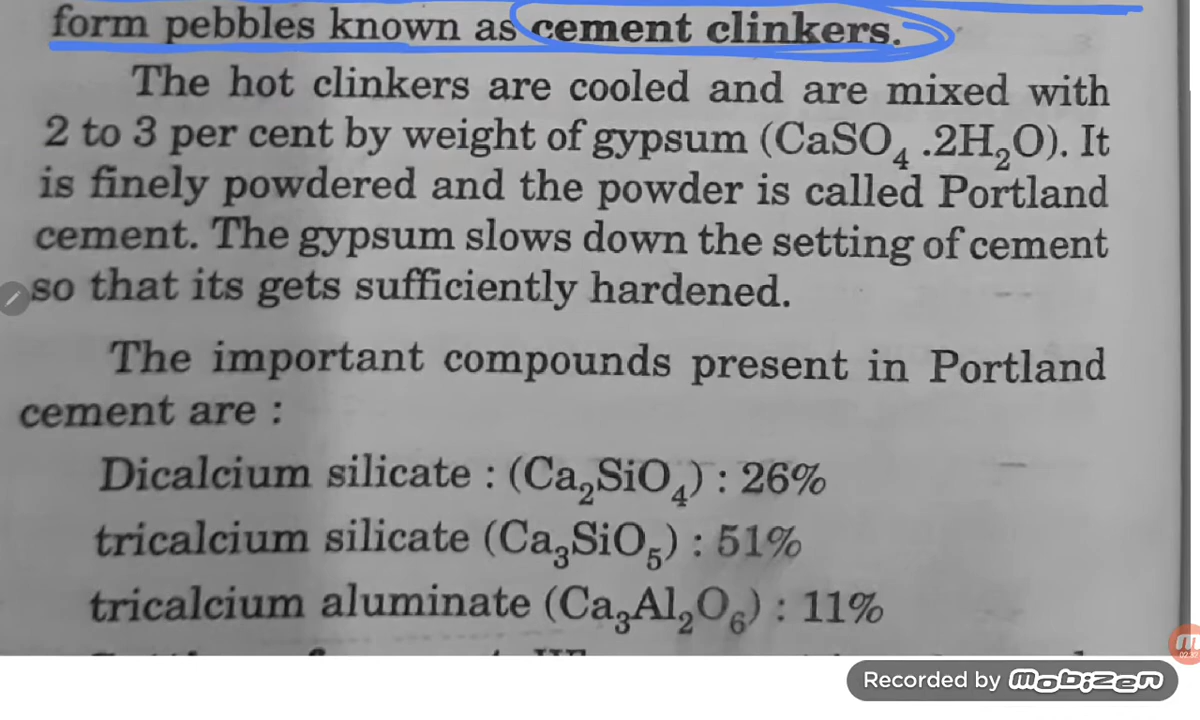 form pebbles known as cement clinkers.
The hot clinkers are cooled and are mixed with
2 to 3 per cent by weight of gypsum (CaSO₄ .2H₂O). It
is finely powdered and the powder is called Portland
cement. The gypsum slows down the setting of cement
so that its gets sufficiently hardened.
The important compounds present in Portland
cement are :
Dicalcium silicate : (Ca₂SiO₄) : 26%
tricalcium silicate (Ca₃SiO₅) : 51%
tricalcium aluminate (Ca₃Al₂O₆) : 11%
02:30
Recorded by mobizen